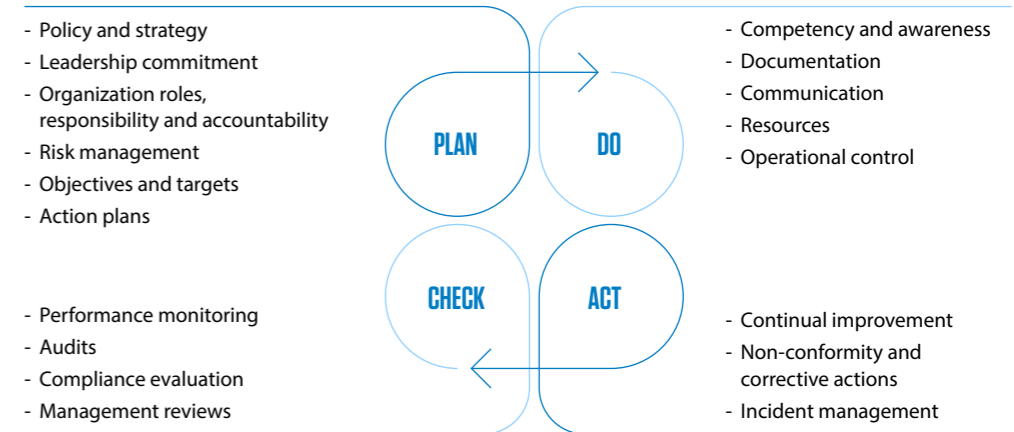 - Policy and strategy
- Leadership commitment
- Organization roles,
responsibility and accountability
- Risk management
- Objectives and targets
- Action plans
PLAN
DO
- Competency and awareness
- Documentation
- Communication
- Resources
- Operational control
- Performance monitoring
- Audits
- Compliance evaluation
- Management reviews
CHECK
ACT
- Continual improvement
- Non-conformity and
corrective actions
- Incident management